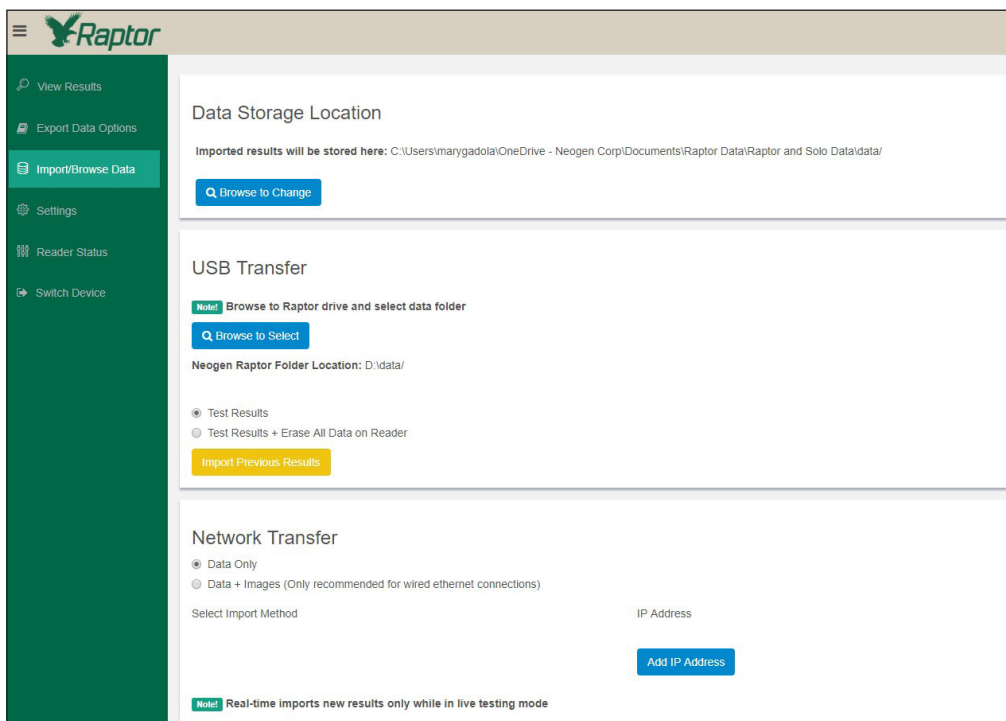 Raptor
View Results
Export Data Options
Import/Browse Data
Settings
Reader Status
Switch Device
Data Storage Location
Imported results will be stored here: C:\Users\marygadola\OneDrive - Neogen Corp\Documents\Raptor Data\Raptor and Solo Data\data/
Browse to Change
USB Transfer
Note! Browse to Raptor drive and select data folder
Browse to Select
Neogen Raptor Folder Location: D:\data/
Test Results
Test Results + Erase All Data on Reader
Import Previous Results
Network Transfer
Data Only
Data + Images (Only recommended for wired ethernet connections)
Select Import Method IP Address
Add IP Address
Note! Real-time imports new results only while in live testing mode